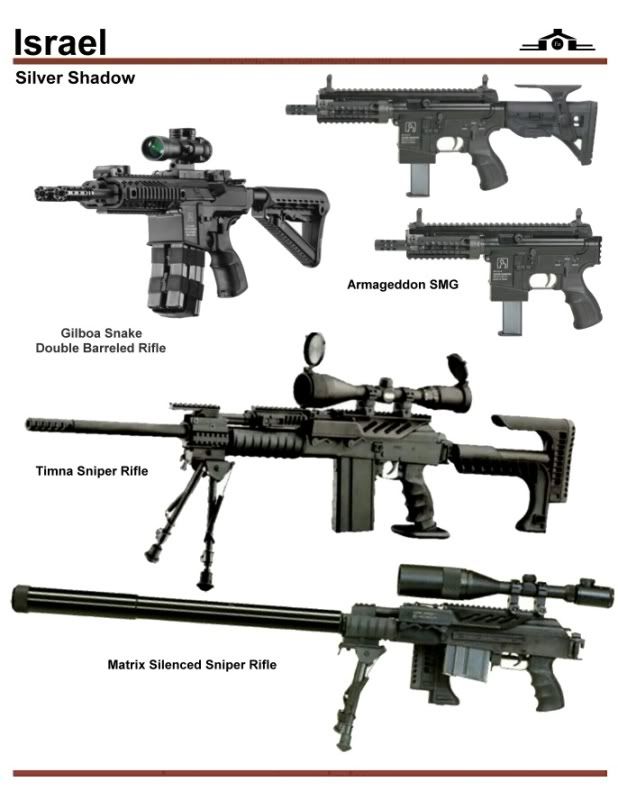 Israel
Silver Shadow
Armageddon SMG
Gilboa Snake
Double Barreled Rifle
Timna Sniper Rifle
Matrix Silenced Sniper Rifle